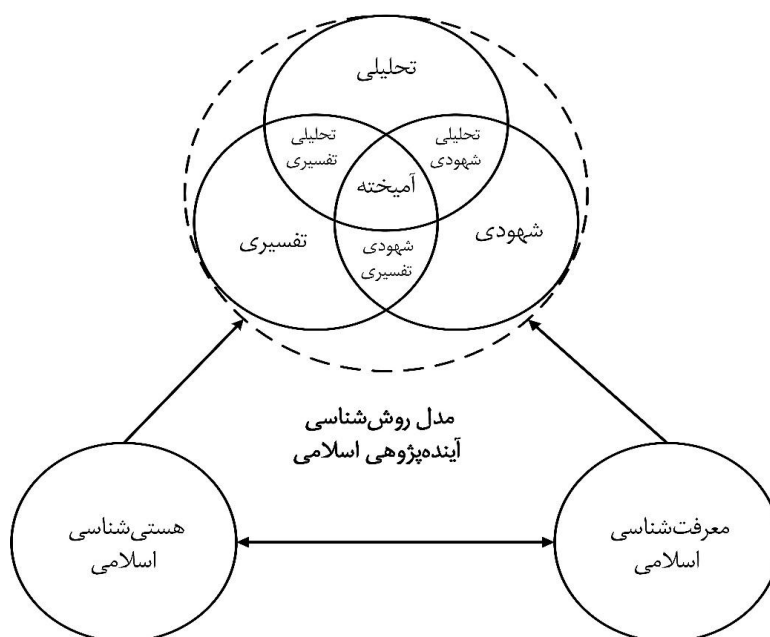 تحلیلی
تحلیلی
تفسیری
تحلیلی
شهودی
آمیخته
تفسیری
شهودی
شهودی
تفسیری
مدل روش‌شناسی
آینده‌پژوهی اسلامی
هستی‌شناسی
اسلامی
معرفت‌شناسی
اسلامی